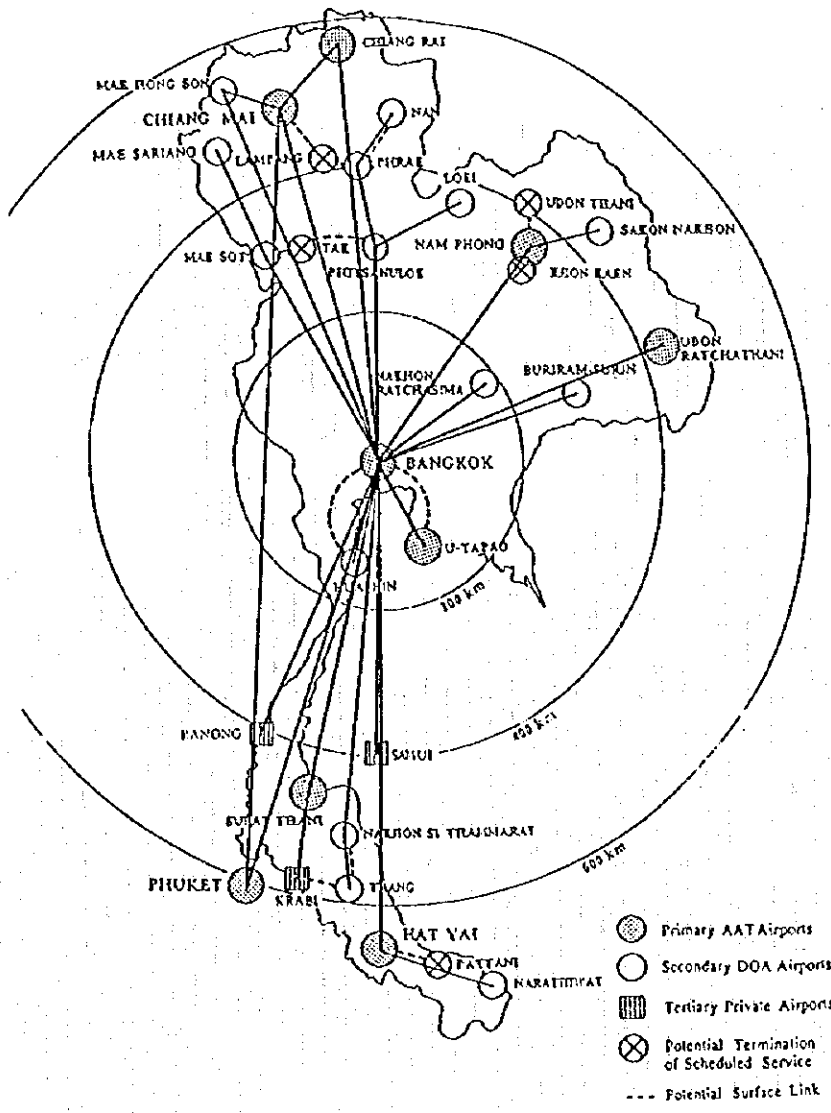 CHIANG RAI
MAE HONG SON
CHIANG MAI
NAN
MAE SARIANG
LAMPANG
PHRAE
LOEI
UDON THANI
SAKON NAKHON
NAM PHONG
MAE SOT
TAK
PHITSANULOK
KHON KAEN
UBON
RATCHATHANI
NAKHON
RATCHASIMA
BURIRAM-SURIN
BANGKOK
U-TAPAO
HUA HIN
400 km
RANONG
SAMUI
SURAT THANI
NAKHON SI THAMMARAT
600 km
PHUKET
KRABI
TRANG
HAT YAI
PATTANI
NARATHIWAT
Primary AAT Airports
Secondary DOA Airports
Tertiary Private Airports
Potential Termination
of Scheduled Service
Potential Surface Link